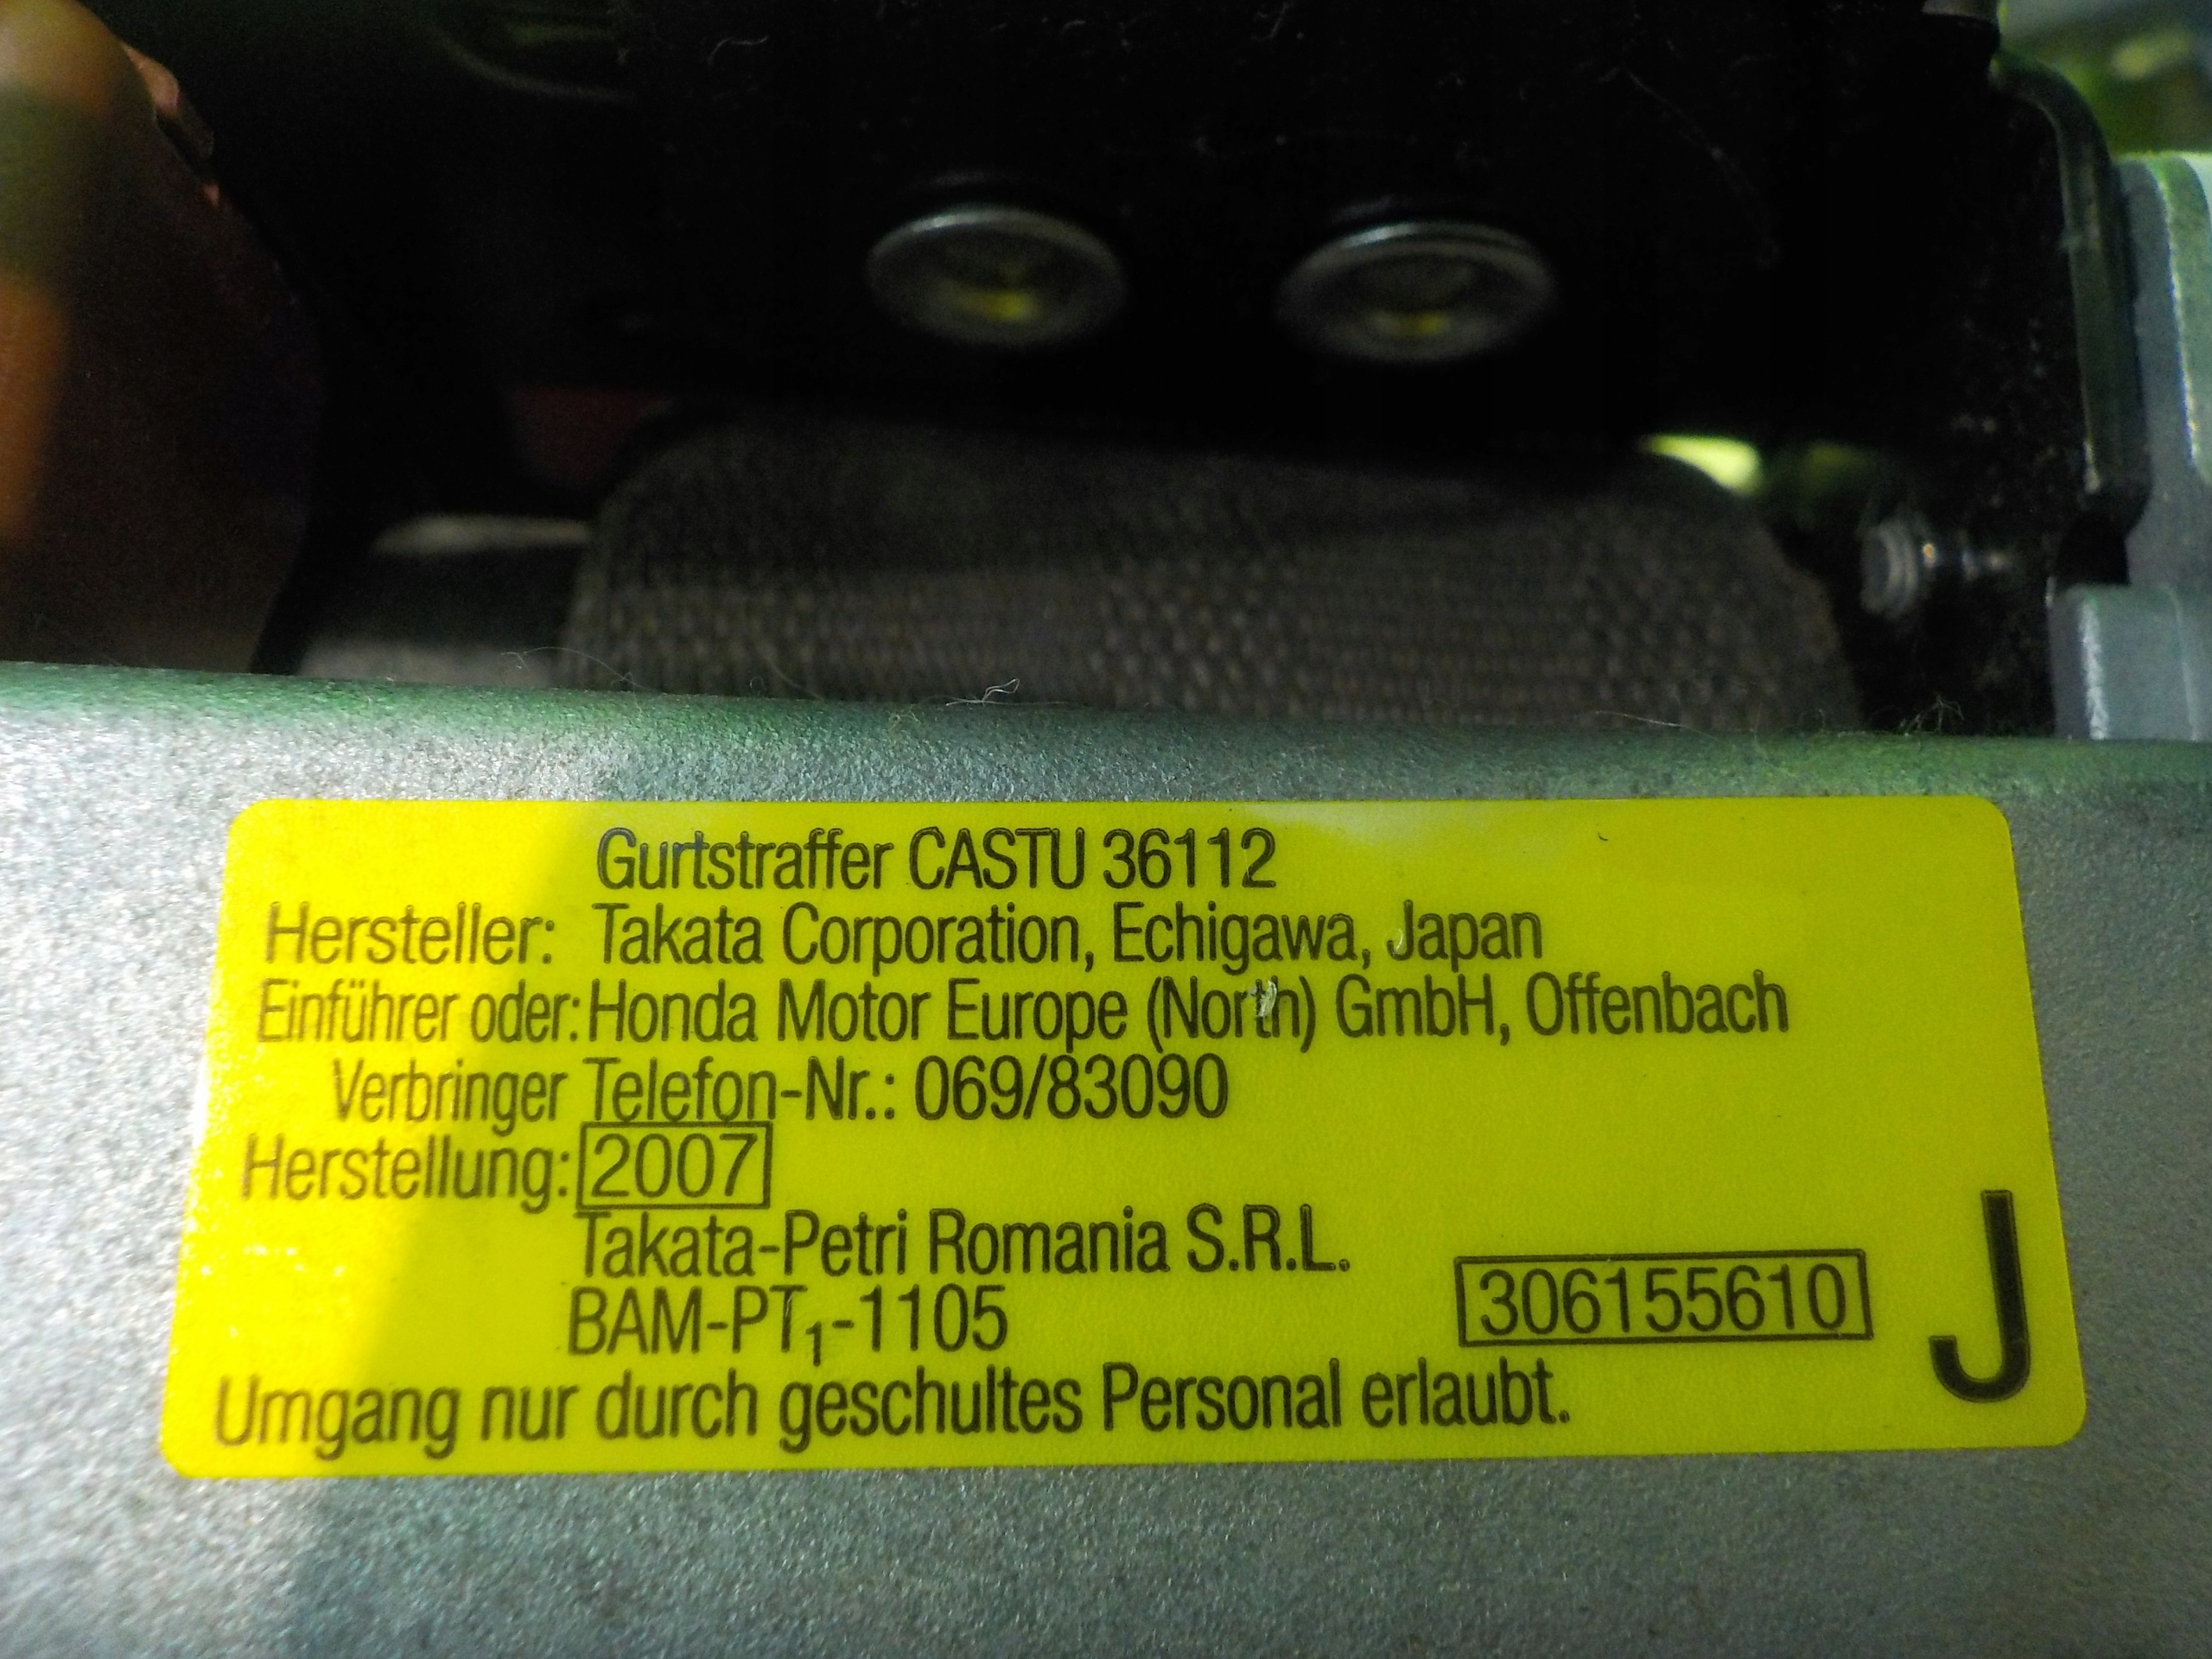 Gurtstraffer CASTU 36112
Hersteller: Takata Corporation, Echigawa, Japan
Einführer oder: Honda Motor Europe (North) GmbH, Offenbach
Verbringer Telefon-Nr.: 069/83090
Herstellung: 2007
Takata-Petri Romania S.R.L.
BAM-PT₁-1105 306155610 J
Umgang nur durch geschultes Personal erlaubt.